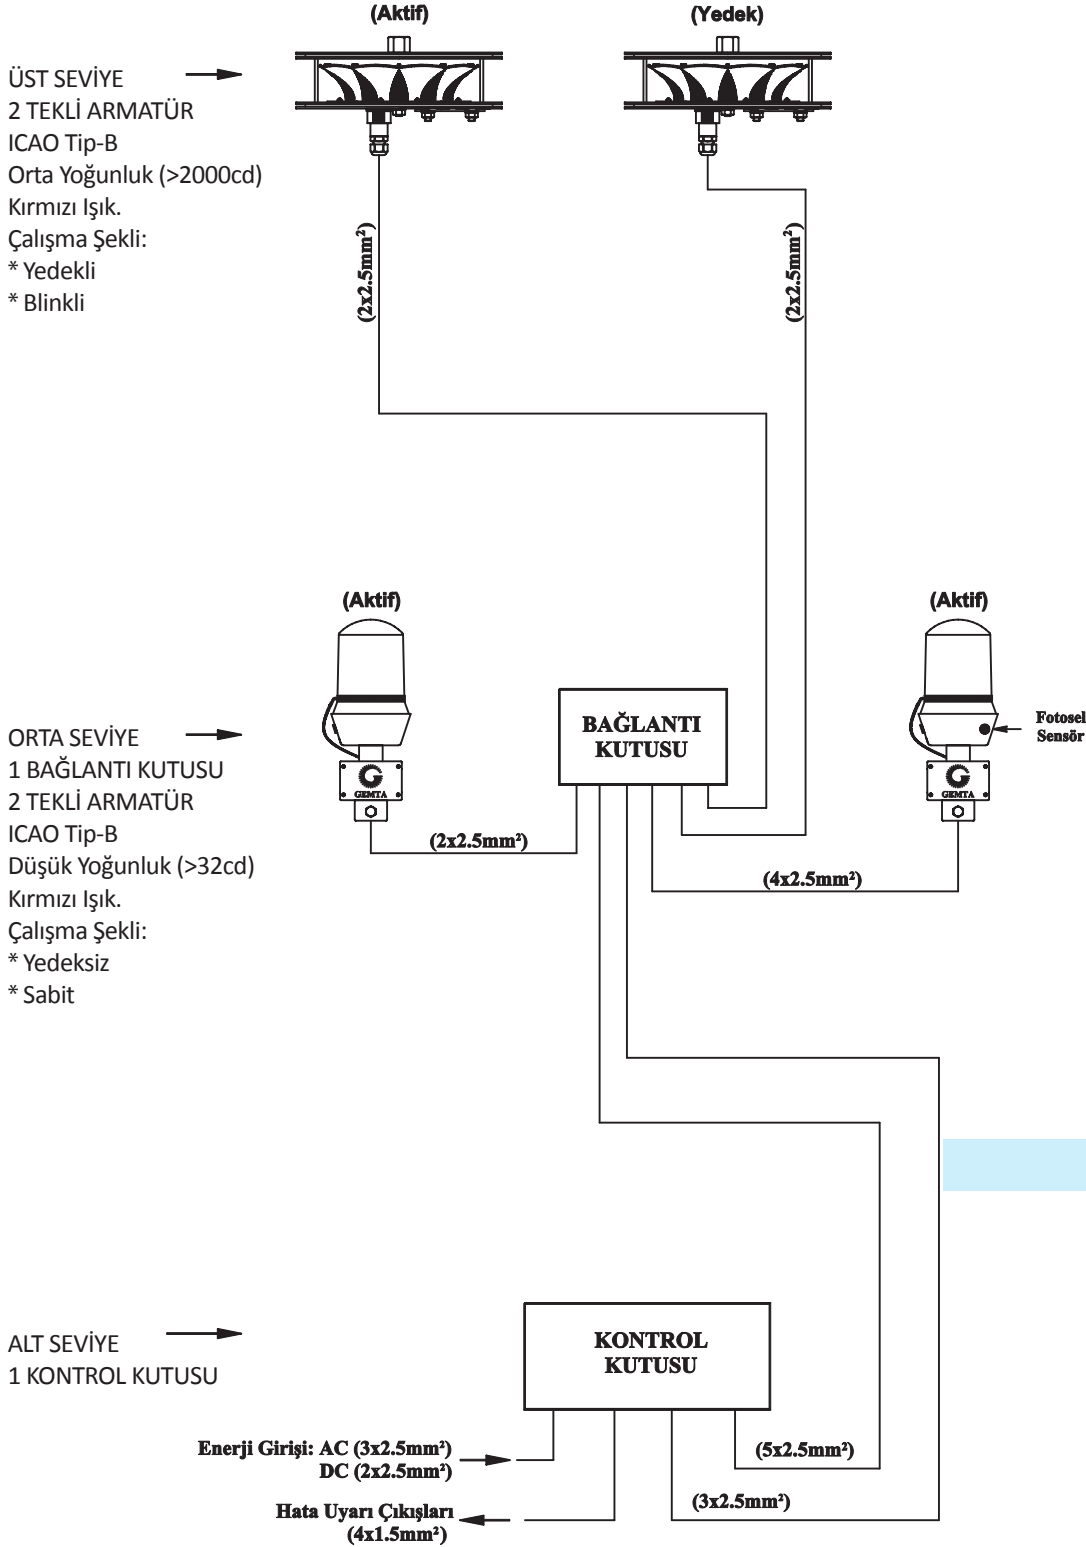 (Aktif)
(Yedek)
ÜST SEVİYE
2 TEKLİ ARMATÜR
ICAO Tip-B
Orta Yoğunluk (>2000cd)
Kırmızı Işık.
Çalışma Şekli:
* Yedekli
* Blinkli
(2x2.5mm²)
(2x2.5mm²)
(Aktif)
(Aktif)
ORTA SEVİYE
1 BAĞLANTI KUTUSU
2 TEKLİ ARMATÜR
ICAO Tip-B
Düşük Yoğunluk (>32cd)
Kırmızı Işık.
Çalışma Şekli:
* Yedeksiz
* Sabit
GEMTA
BAĞLANTI
KUTUSU
Fotosel
Sensör
GEMTA
(2x2.5mm²)
(4x2.5mm²)
ALT SEVİYE
1 KONTROL KUTUSU
KONTROL
KUTUSU
Enerji Girişi: AC (3x2.5mm²)
DC (2x2.5mm²)
(5x2.5mm²)
Hata Uyarı Çıkışları
(4x1.5mm²)
(3x2.5mm²)